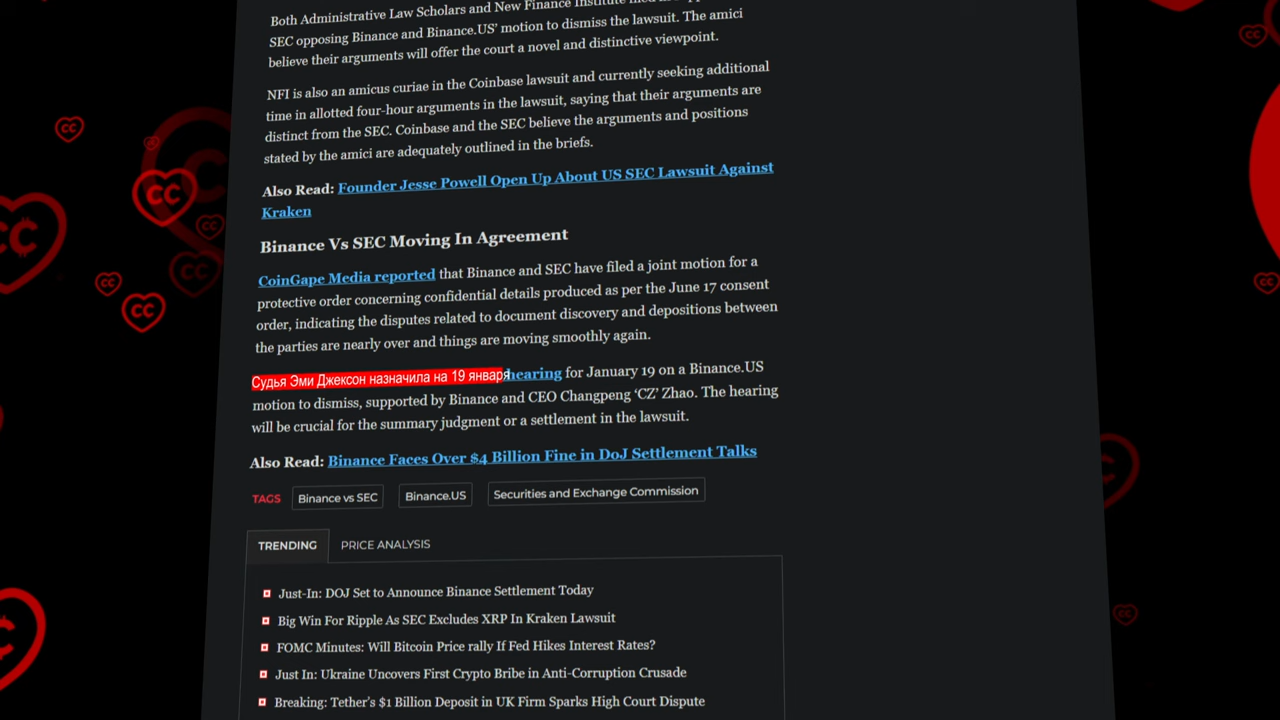 Both Administrative Law Scholars and New Finance Institute
SEC opposing Binance and Binance.US' motion to dismiss the lawsuit. The amici
believe their arguments will offer the court a novel and distinctive viewpoint.
NFI is also an amicus curiae in the Coinbase lawsuit and currently seeking additional
time in allotted four-hour arguments in the lawsuit, saying that their arguments are
distinct from the SEC. Coinbase and the SEC believe the arguments and positions
stated by the amici are adequately outlined in the briefs.
Also Read: Founder Jesse Powell Open Up About US SEC Lawsuit Against
Kraken
Binance Vs SEC Moving In Agreement
CoinGape Media reported that Binance and SEC have filed a joint motion for a
protective order concerning confidential details produced as per the June 17 consent
order, indicating the disputes related to document discovery and depositions between
the parties are nearly over and things are moving smoothly again.
Судья Эми Джексон назначила на 19 января hearing for January 19 on a Binance.US
motion to dismiss, supported by Binance and CEO Changpeng ‘CZ’ Zhao. The hearing
will be crucial for the summary judgment or a settlement in the lawsuit.
Also Read: Binance Faces Over $4 Billion Fine in DoJ Settlement Talks
TAGS Binance vs SEC Binance.US Securities and Exchange Commission
TRENDING PRICE ANALYSIS
Just-In: DOJ Set to Announce Binance Settlement Today
Big Win For Ripple As SEC Excludes XRP In Kraken Lawsuit
FOMC Minutes: Will Bitcoin Price rally If Fed Hikes Interest Rates?
Just In: Ukraine Uncovers First Crypto Bribe in Anti-Corruption Crusade
Breaking: Tether's $1 Billion Deposit in UK Firm Sparks High Court Dispute